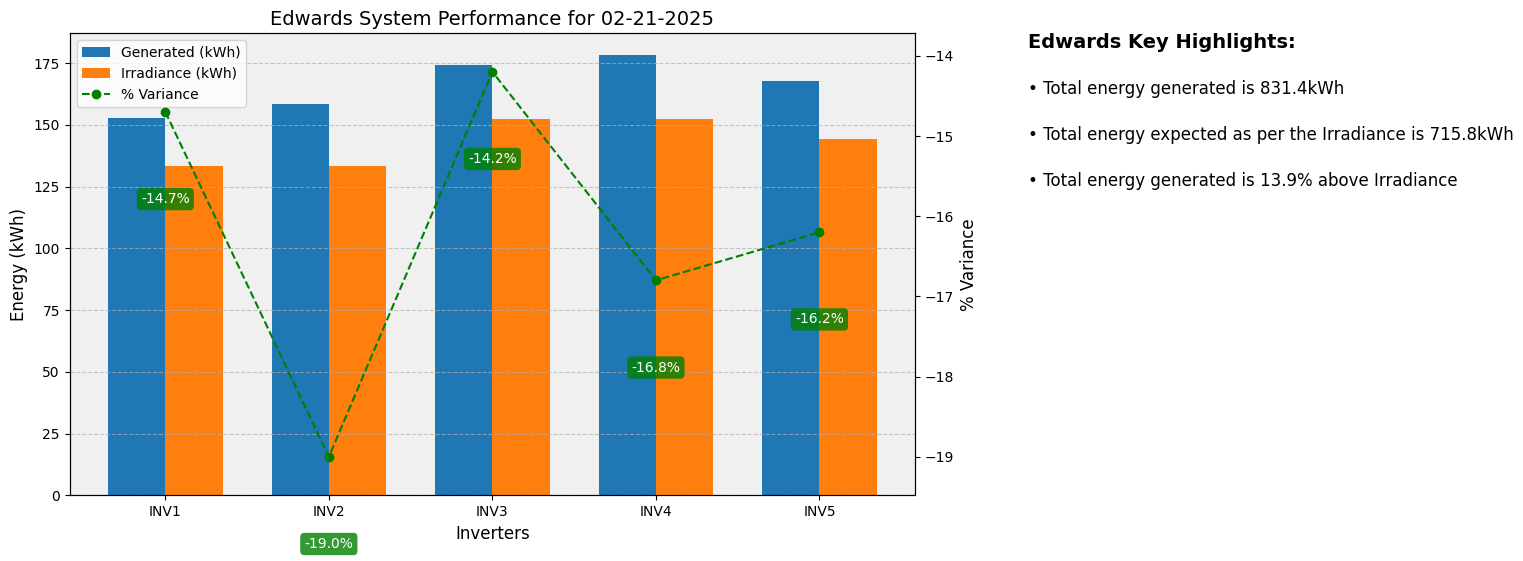 Edwards System Performance for 02-21-2025
Generated (kWh)
Irradiance (kWh)
% Variance
Energy (kWh)
175
150
125
100
75
50
25
0
−14
−15
−16
−17
−18
−19
% Variance
-14.7%
-19.0%
-14.2%
-16.8%
-16.2%
INV1 INV2 INV3 INV4 INV5
Inverters
Edwards Key Highlights:
• Total energy generated is 831.4kWh
• Total energy expected as per the Irradiance is 715.8kWh
• Total energy generated is 13.9% above Irradiance